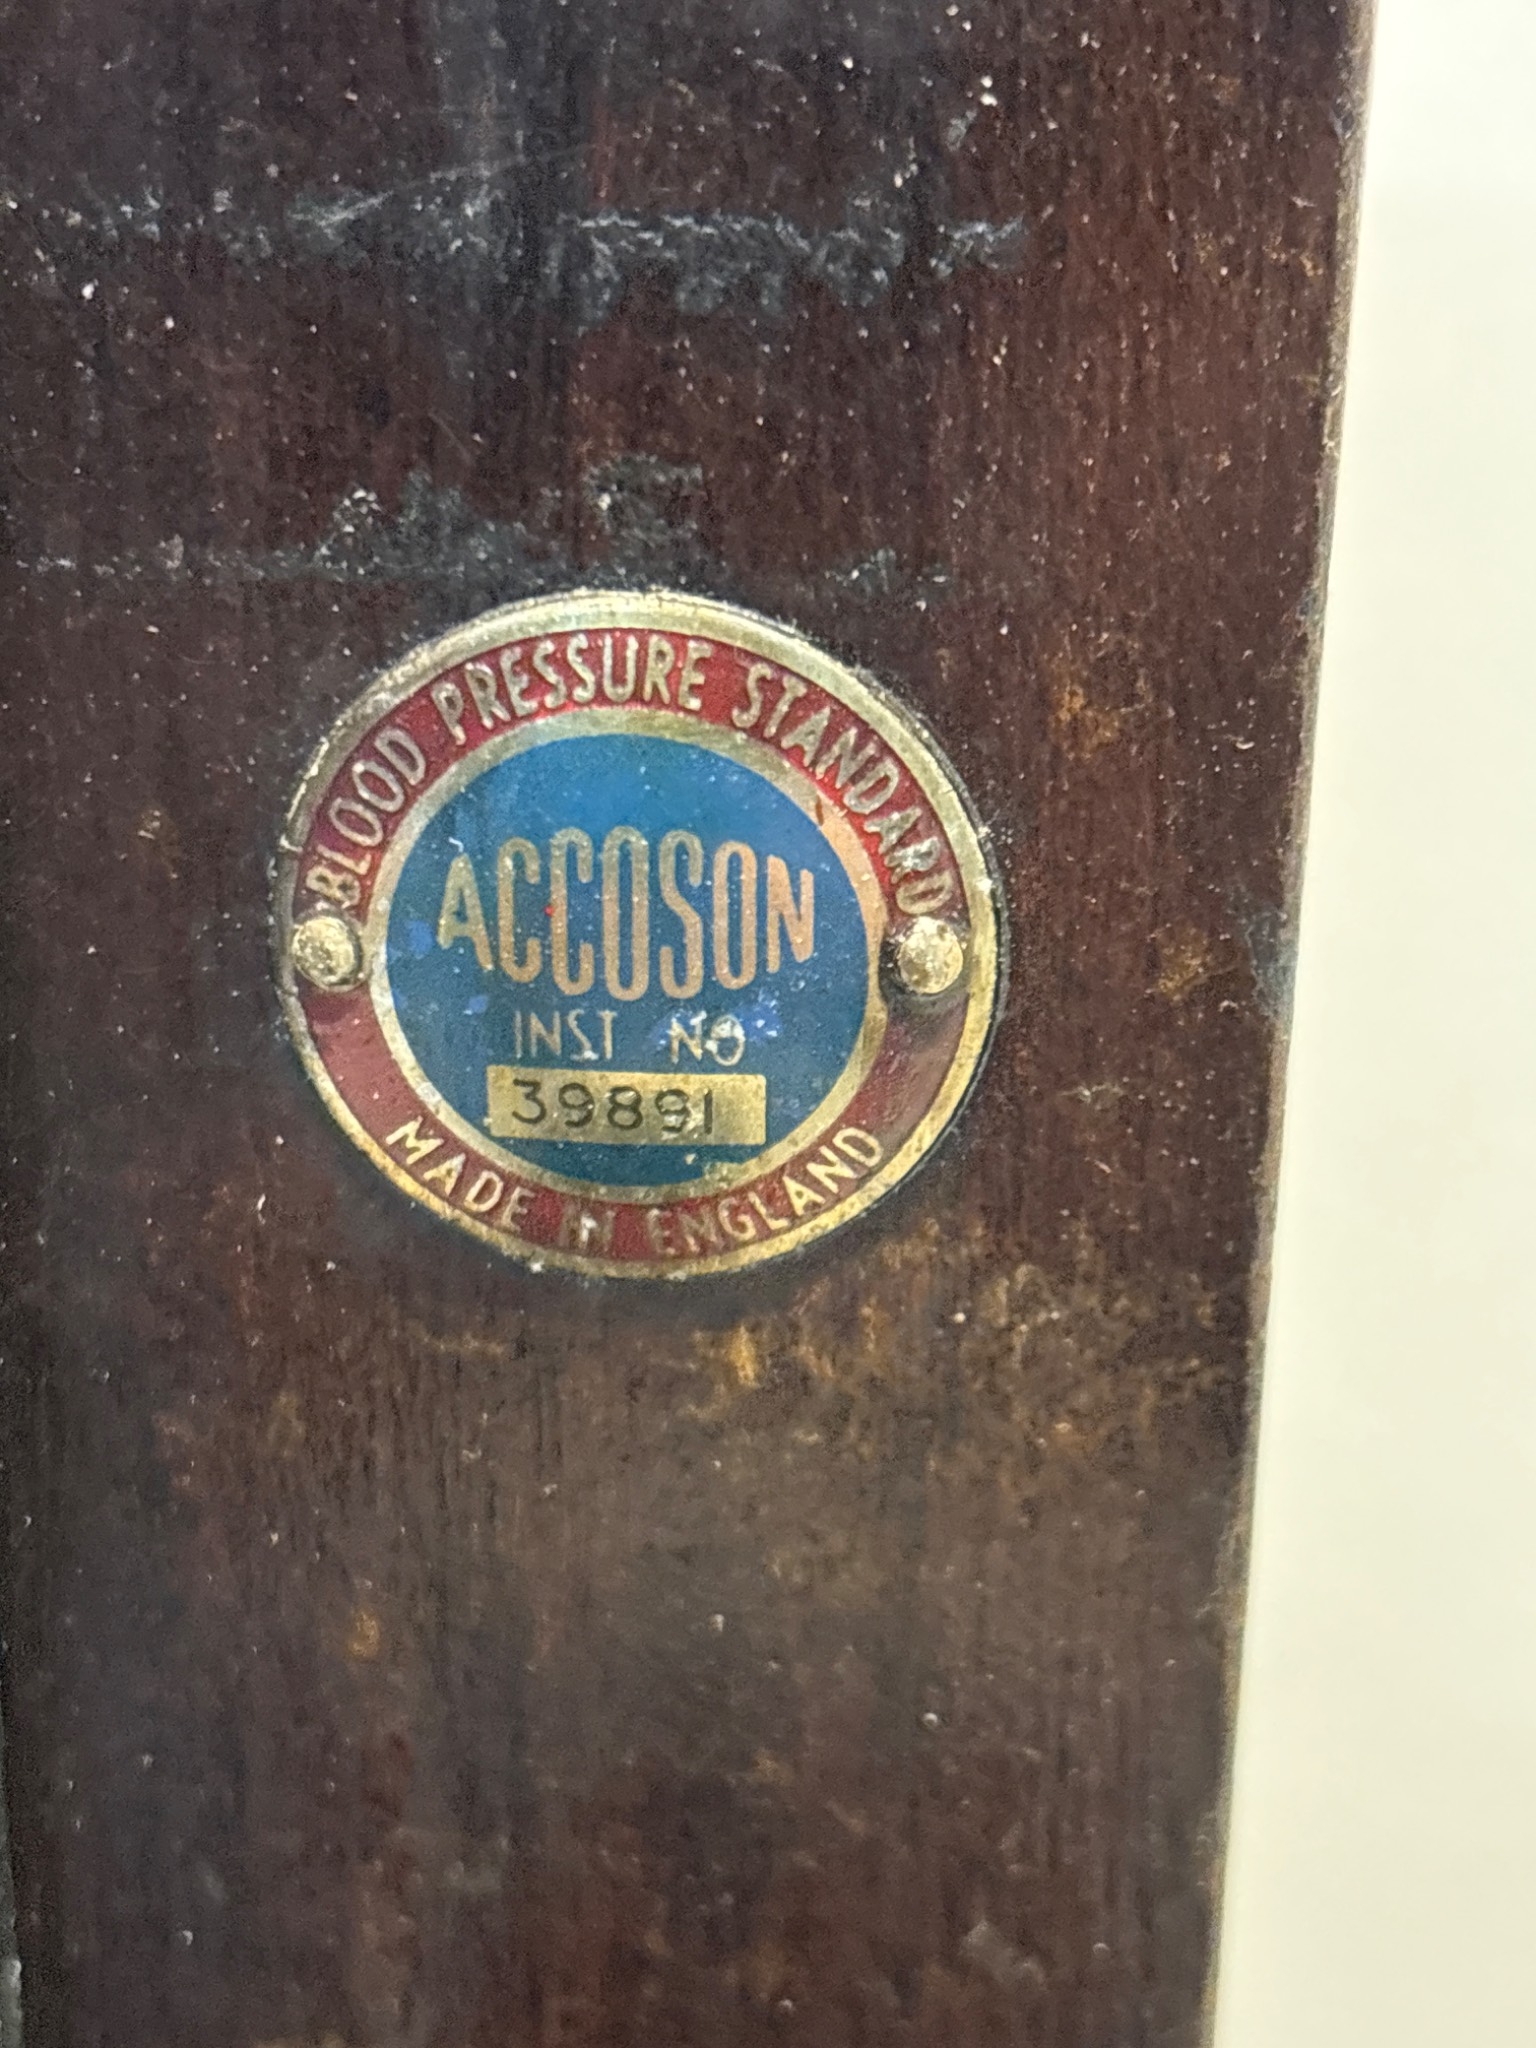 BLOOD PRESSURE STANDARD
ACCOSON
INST NO
39891
MADE IN ENGLAND